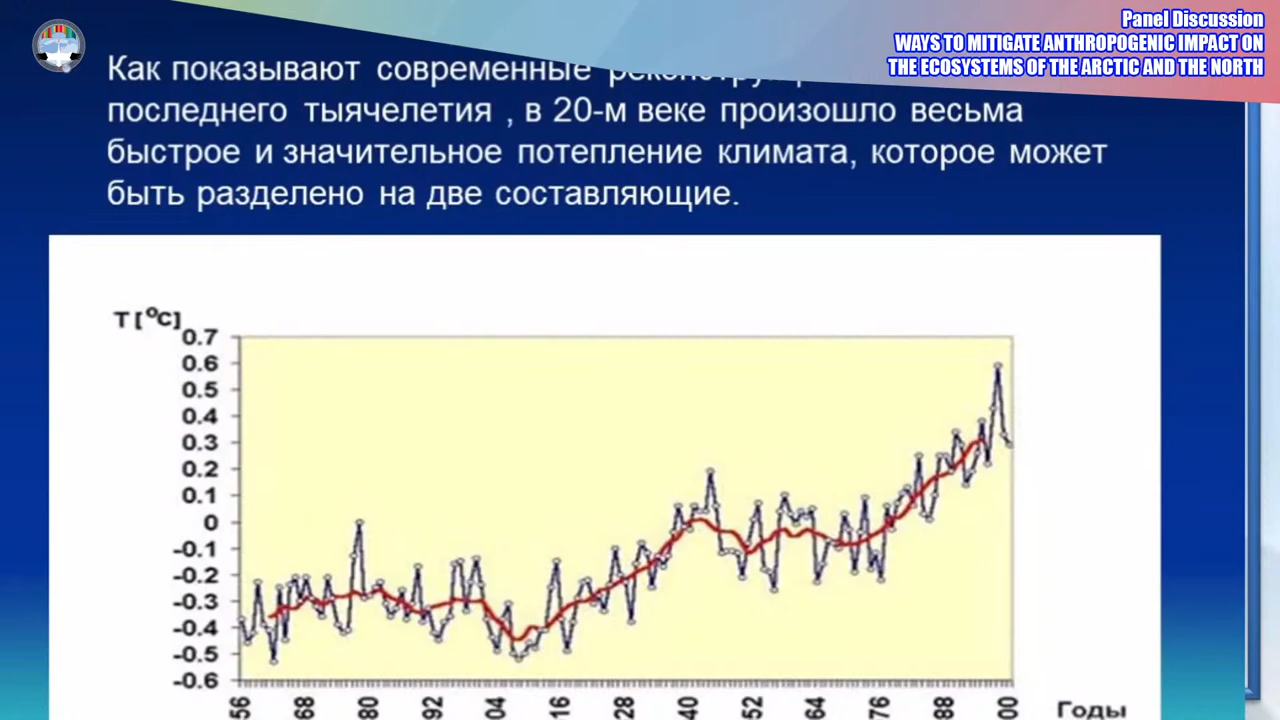 Panel Discussion
WAYS TO MITIGATE ANTHROPOGENIC IMPACT ON
THE ECOSYSTEMS OF THE ARCTIC AND THE NORTH
Как показывают современные
последнего тыячелетия , в 20-м веке произошло весьма
быстрое и значительное потепление климата, которое может
быть разделено на две составляющие.
T [°C]
0.7
0.6
0.5
0.4
0.3
0.2
0.1
0
-0.1
-0.2
-0.3
-0.4
-0.5
-0.6
56 68 80 92 04 16 28 40 52 64 76 88 00
Годы